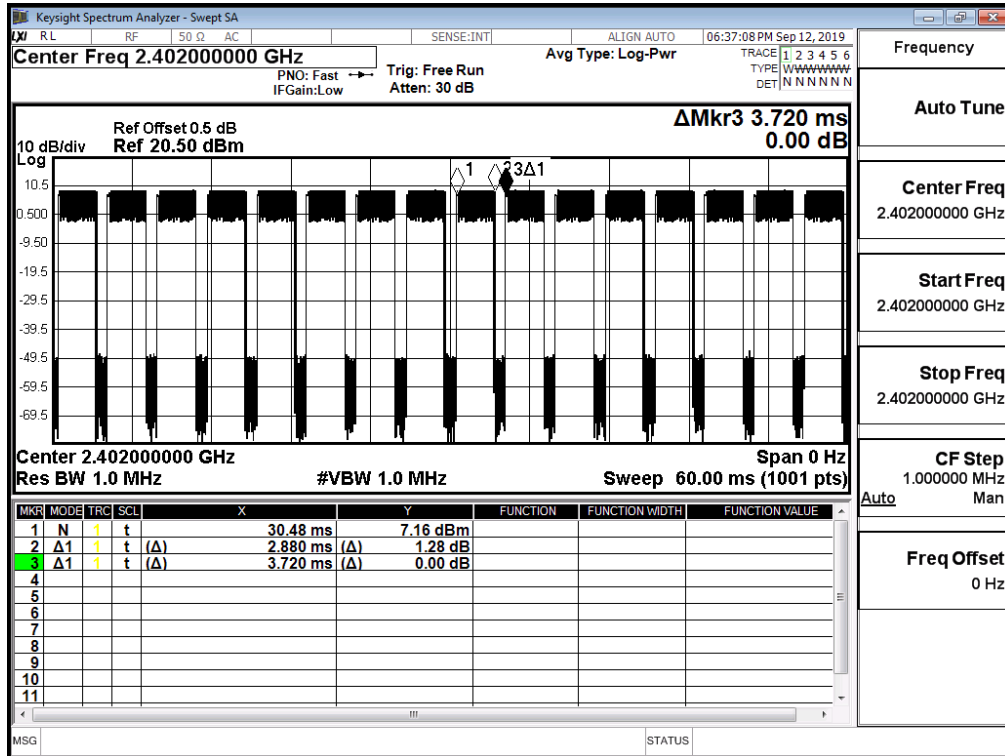 Keysight Spectrum Analyzer - Swept SA
LXI RL RF 50 Ω AC SENSE:INT ALIGN AUTO 06:37:08 PM Sep 12, 2019
Center Freq 2.402000000 GHz
PNO: Fast
IFGain:Low
Trig: Free Run
Atten: 30 dB
Avg Type: Log-Pwr
TRACE 1 2 3 4 5 6
TYPE WWWWWW
DET N N N N N N
Ref Offset 0.5 dB
10 dB/div Ref 20.50 dBm
Log
ΔMkr3 3.720 ms
0.00 dB
1
3Δ1
10.5
0.500
-9.50
-19.5
-29.5
-39.5
-49.5
-59.5
-69.5
Center 2.402000000 GHz Span 0 Hz
Res BW 1.0 MHz #VBW 1.0 MHz Sweep 60.00 ms (1001 pts)
MKR MODE TRC SCL X Y FUNCTION FUNCTION WIDTH FUNCTION VALUE
1 N 1 t 30.48 ms 7.16 dBm
2 Δ1 1 t (Δ) 2.880 ms (Δ) 1.28 dB
3 Δ1 1 t (Δ) 3.720 ms (Δ) 0.00 dB
4
5
6
7
8
9
10
11
MSG STATUS
Frequency
Auto Tune
Center Freq
2.402000000 GHz
Start Freq
2.402000000 GHz
Stop Freq
2.402000000 GHz
CF Step
1.000000 MHz
Auto Man
Freq Offset
0 Hz